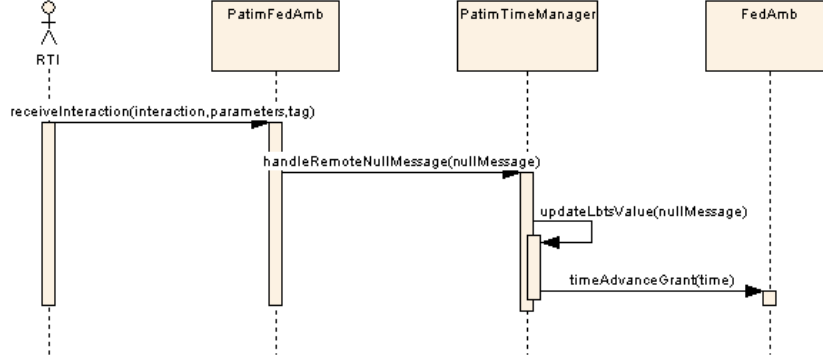 PatimFedAmb
PatimTimeManager
FedAmb
RTI
receiveInteraction(interaction,parameters,tag)
handleRemoteNullMessage(nullMessage)
updateLbtsValue(nullMessage)
timeAdvanceGrant(time)